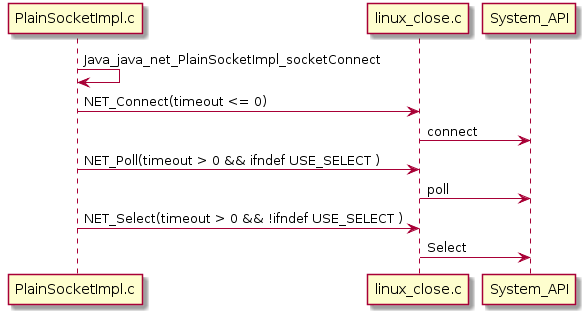 PlainSocketImpl.c linux_close.c System_API
Java_java_net_PlainSocketImpl_socketConnect
NET_Connect(timeout <= 0)
connect
NET_Poll(timeout > 0 && ifndef USE_SELECT )
poll
NET_Select(timeout > 0 && !ifndef USE_SELECT )
Select
PlainSocketImpl.c linux_close.c System_API